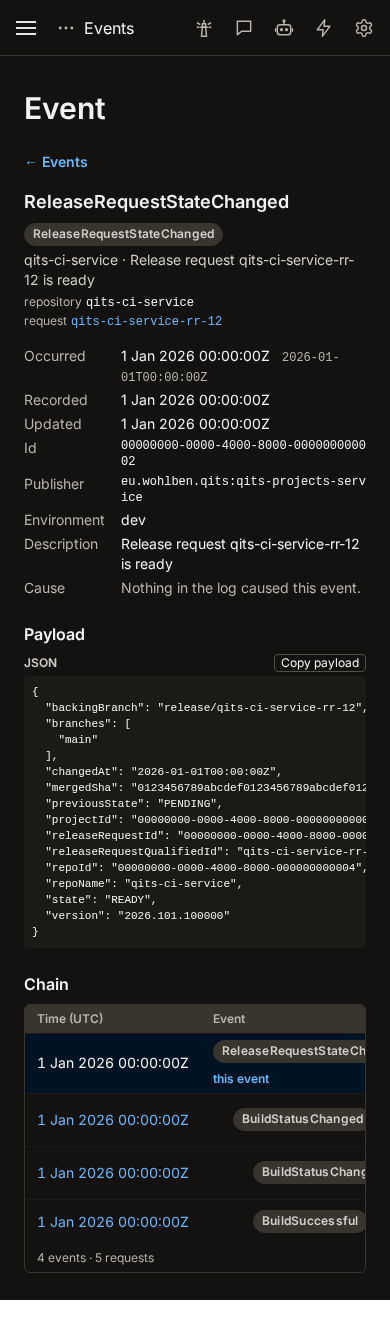 Events
Event
← Events
ReleaseRequestStateChanged
ReleaseRequestStateChanged
qits-ci-service · Release request qits-ci-service-rr-
12 is ready
repository qits-ci-service
request qits-ci-service-rr-12
Occurred 1 Jan 2026 00:00:00Z 2026-01-
01T00:00:00Z
Recorded 1 Jan 2026 00:00:00Z
Updated 1 Jan 2026 00:00:00Z
Id 00000000-0000-4000-8000-0000000000
02
Publisher eu.wohlben.qits:qits-projects-serv
ice
Environment dev
Description Release request qits-ci-service-rr-12
is ready
Cause Nothing in the log caused this event.
Payload
JSON Copy payload
{
"backingBranch": "release/qits-ci-service-rr-12",
"branches": [
"main"
],
"changedAt": "2026-01-01T00:00:00Z",
"mergedSha": "0123456789abcdef0123456789abcdef012
"previousState": "PENDING",
"projectId": "00000000-0000-4000-8000-00000000000
"releaseRequestId": "00000000-0000-4000-8000-0000
"releaseRequestQualifiedId": "qits-ci-service-rr-
"repoId": "00000000-0000-4000-8000-000000000004",
"repoName": "qits-ci-service",
"state": "READY",
"version": "2026.101.100000"
}
Chain
Time (UTC) Event
1 Jan 2026 00:00:00Z ReleaseRequestStateCh
this event
1 Jan 2026 00:00:00Z BuildStatusChanged
1 Jan 2026 00:00:00Z BuildStatusChang
1 Jan 2026 00:00:00Z BuildSuccessful
4 events · 5 requests